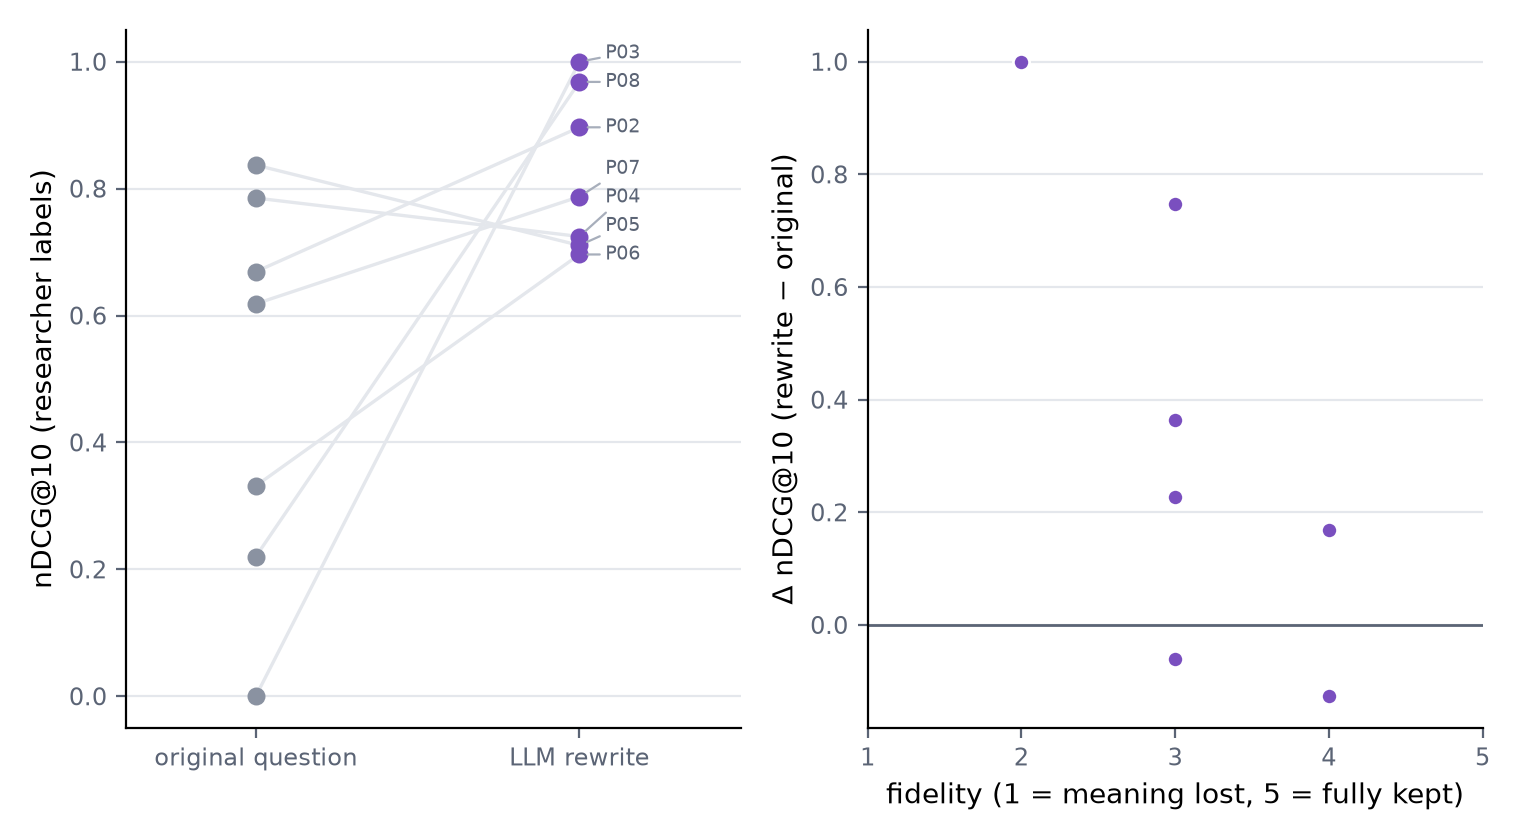 nDCG@10 (researcher labels)
1.0
0.8
0.6
0.4
0.2
0.0
P03
P08
P02
P07
P04
P05
P06
original question
LLM rewrite
Δ nDCG@10 (rewrite − original)
1.0
0.8
0.6
0.4
0.2
0.0
1
2
3
4
5
fidelity (1 = meaning lost, 5 = fully kept)